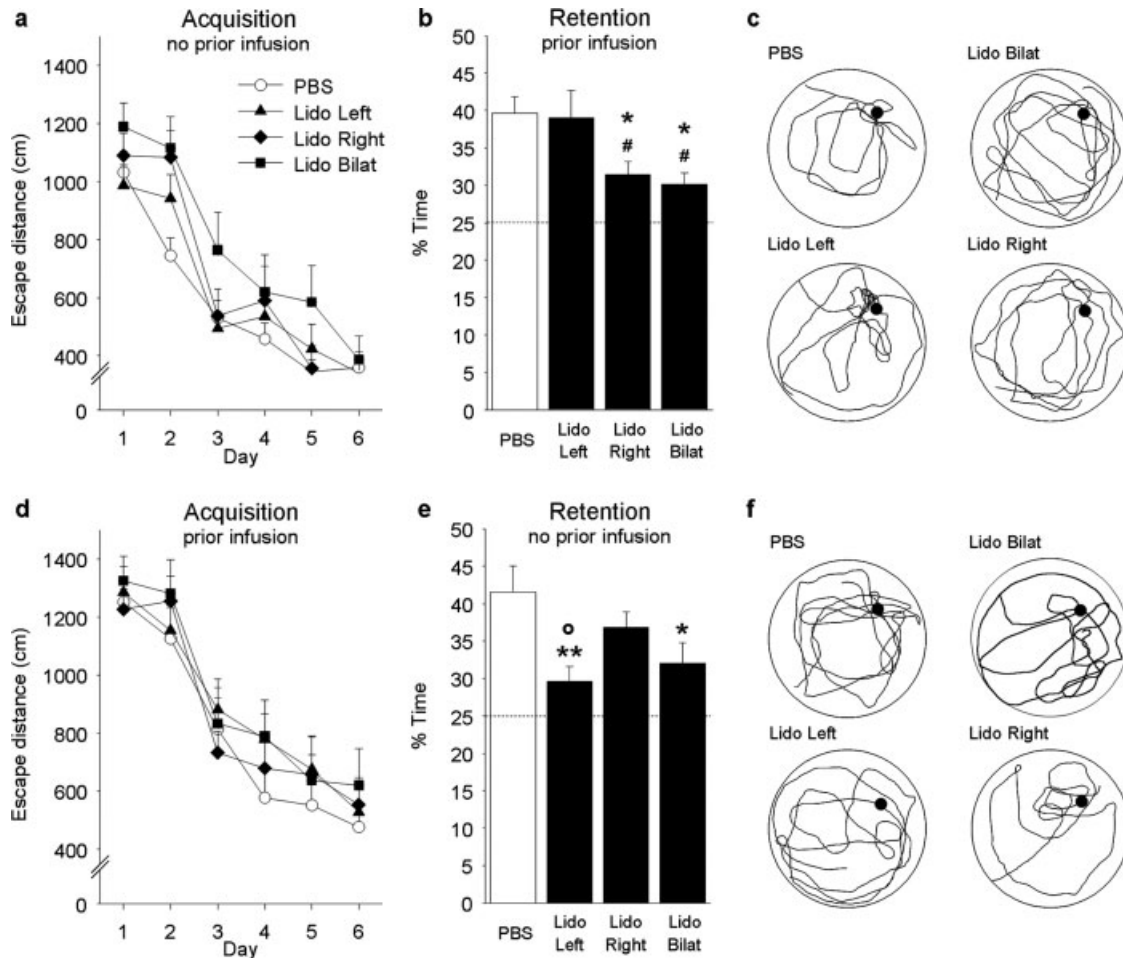 a
Acquisition
no prior infusion
1400
1200
1000
800
600
400
0
Escape distance (cm)
PBS
Lido Left
Lido Right
Lido Bilat
1 2 3 4 5 6
Day
b
Retention
prior infusion
50
45
40
35
30
25
20
15
10
5
0
% Time
* *
# #
PBS Lido Left Lido Right Lido Bilat
c
PBS Lido Bilat
Lido Left Lido Right
d
Acquisition
prior infusion
1400
1200
1000
800
600
400
0
Escape distance (cm)
1 2 3 4 5 6
Day
e
Retention
no prior infusion
50
45
40
35
30
25
20
15
10
5
0
% Time
o
** *
PBS Lido Left Lido Right Lido Bilat
f
PBS Lido Bilat
Lido Left Lido Right